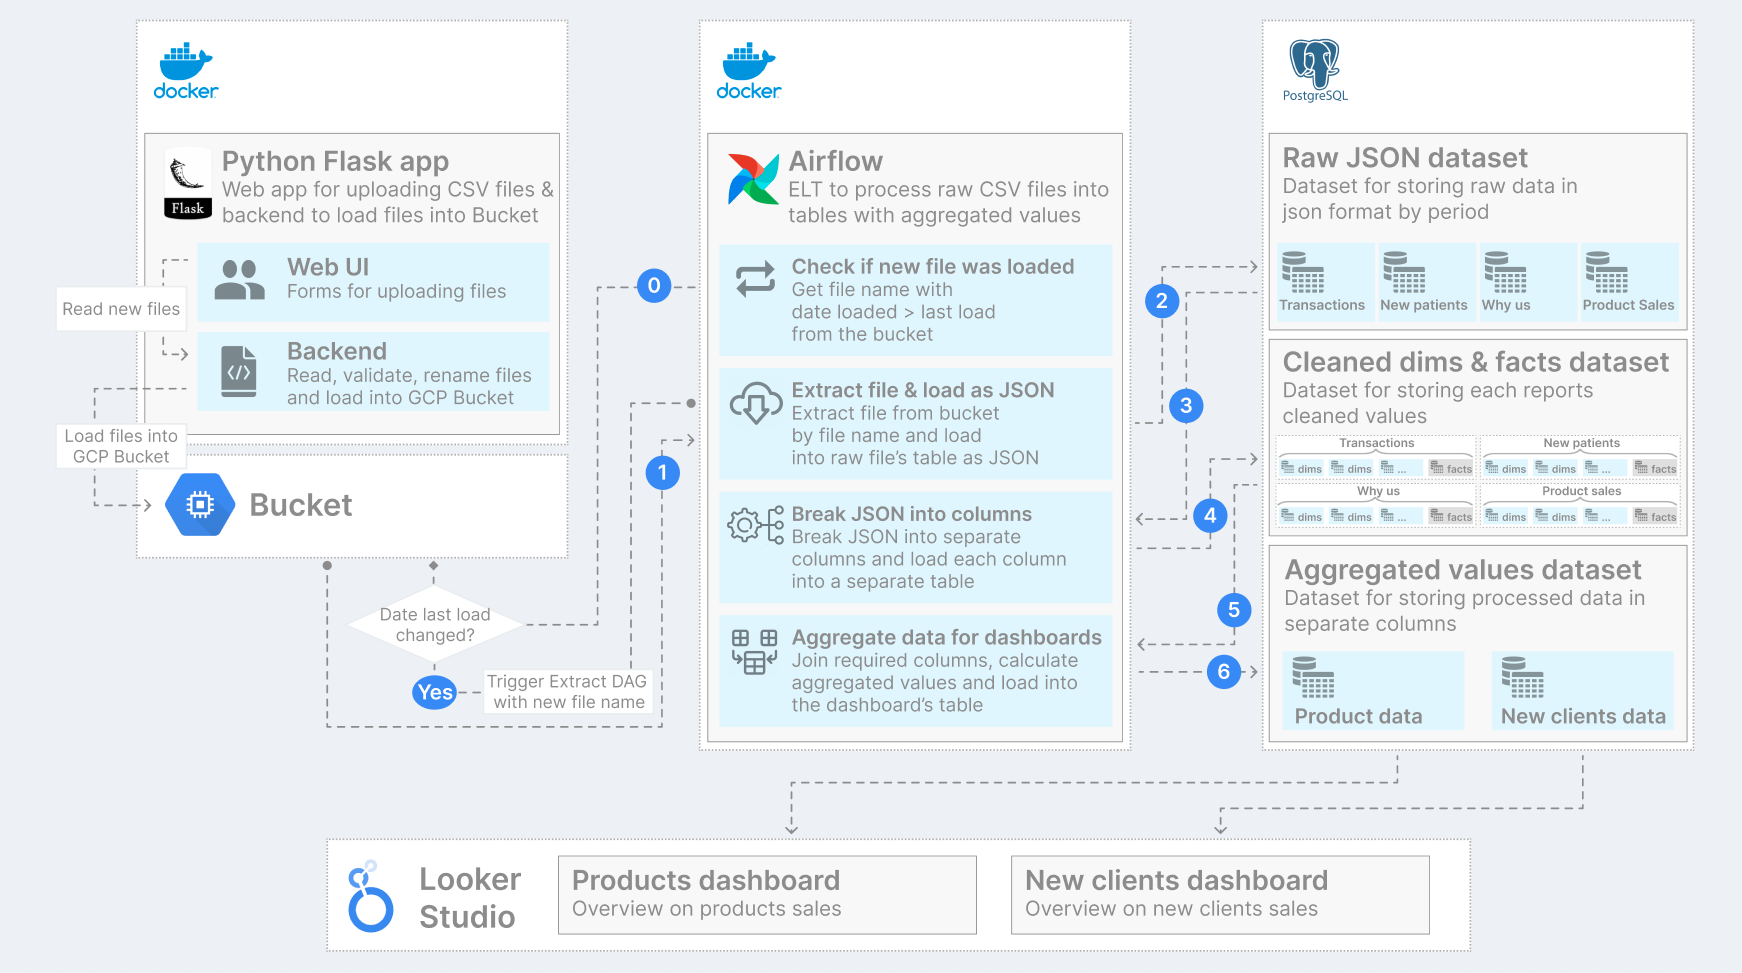 docker
Python Flask app
Web app for uploading CSV files &
backend to load files into Bucket
Flask
Web UI
Forms for uploading files
Read new files
Backend
Read, validate, rename files
and load into GCP Bucket
Load files into
GCP Bucket
Bucket
Date last load
changed?
Yes
Trigger Extract DAG
with new file name
0
1
docker
Airflow
ELT to process raw CSV files into
tables with aggregated values
Check if new file was loaded
Get file name with
date loaded > last load
from the bucket
Extract file & load as JSON
Extract file from bucket
by file name and load
into raw file's table as JSON
Break JSON into columns
Break JSON into separate
columns and load each column
into a separate table
Aggregate data for dashboards
Join required columns, calculate
aggregated values and load into
the dashboard's table
2
3
4
5
6
PostgreSQL
Raw JSON dataset
Dataset for storing raw data in
json format by period
Transactions
New patients
Why us
Product Sales
Cleaned dims & facts dataset
Dataset for storing each reports
cleaned values
Transactions
dims dims ... facts
New patients
dims dims ... facts
Why us
dims dims ... facts
Product sales
dims dims ... facts
Aggregated values dataset
Dataset for storing processed data in
separate columns
Product data
New clients data
Looker
Studio
Products dashboard
Overview on products sales
New clients dashboard
Overview on new clients sales